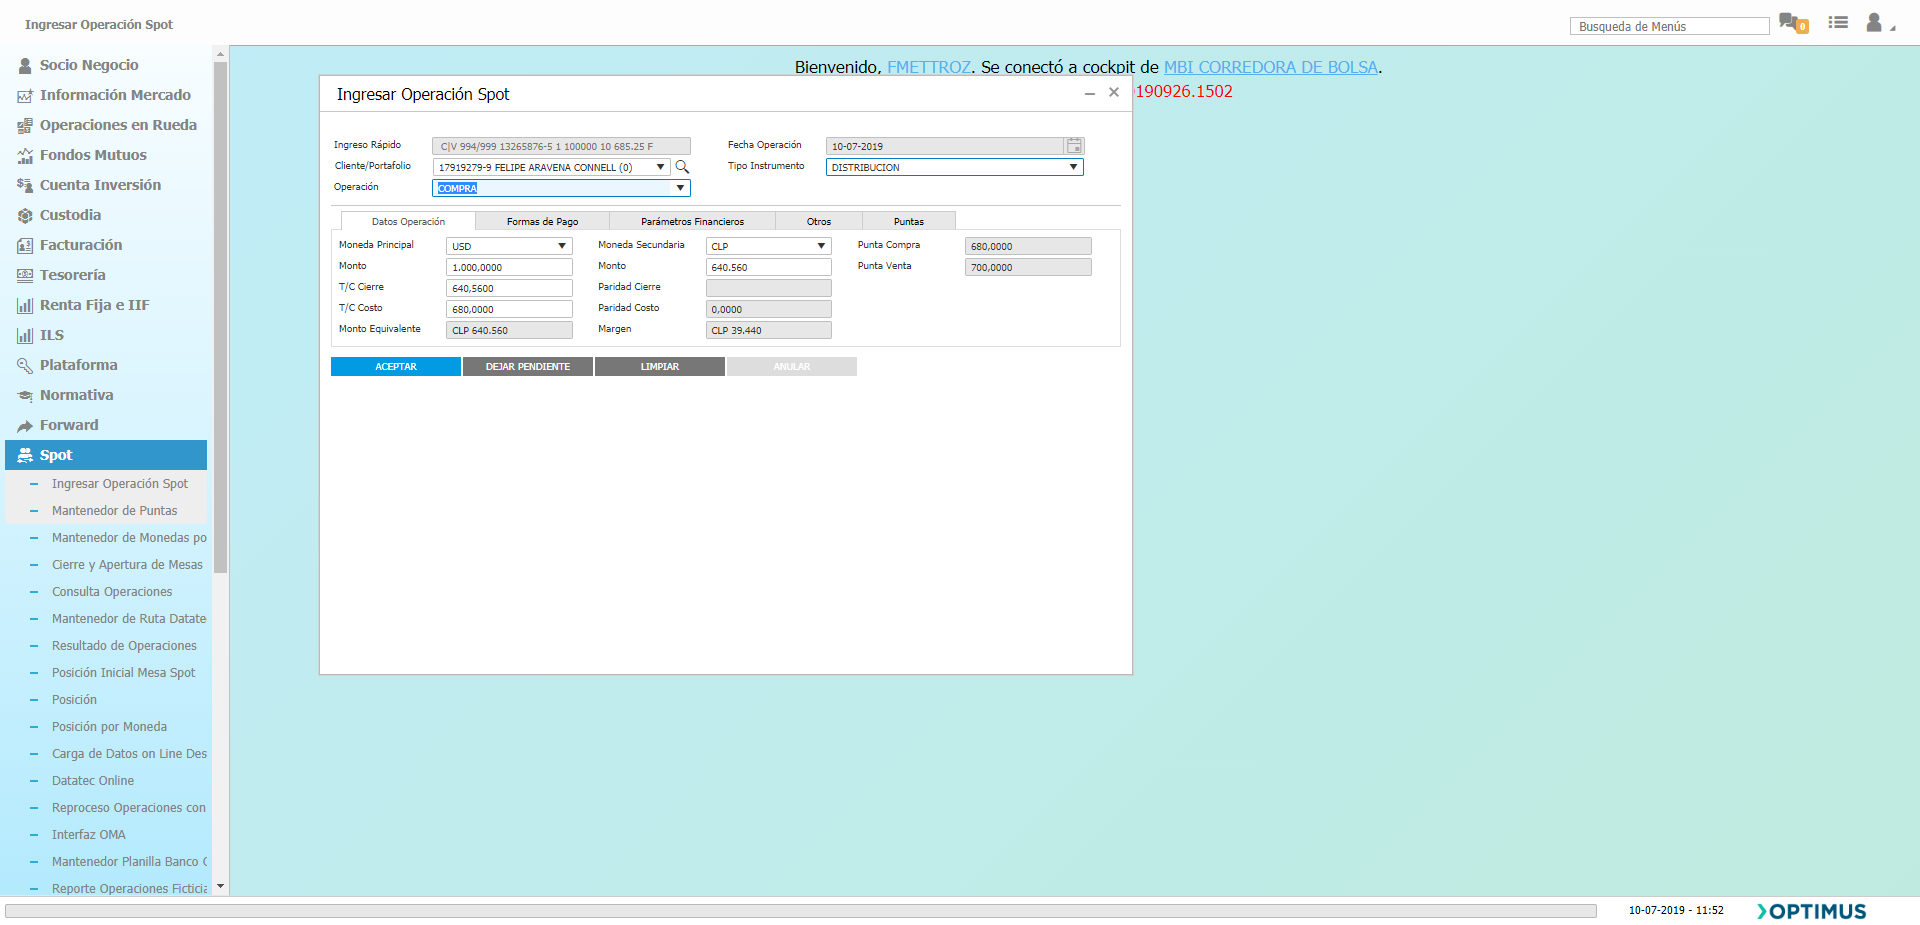 Ingresar Operación Spot
Busqueda de Menús
0
Socio Negocio
Información Mercado
Operaciones en Rueda
Fondos Mutuos
Cuenta Inversión
Custodia
Facturación
Tesorería
Renta Fija e IIF
ILS
Plataforma
Normativa
Forward
Spot
Ingresar Operación Spot
Mantenedor de Puntas
Mantenedor de Monedas po
Cierre y Apertura de Mesas
Consulta Operaciones
Mantenedor de Ruta Datate
Resultado de Operaciones
Posición Inicial Mesa Spot
Posición
Posición por Moneda
Carga de Datos on Line Des
Datatec Online
Reproceso Operaciones con
Interfaz OMA
Mantenedor Planilla Banco C
Reporte Operaciones Ficticia
Bienvenido, FMETTROZ. Se conectó a cockpit de MBI CORREDORA DE BOLSA.
190926.1502
Ingresar Operación Spot
Ingreso Rápido C|V 994/999 13265876-5 1 100000 10 685.25 F Fecha Operación 10-07-2019
Cliente/Portafolio 17919279-9 FELIPE ARAVENA CONNELL (0) Tipo Instrumento DISTRIBUCION
Operación COMPRA
Datos Operación Formas de Pago Parámetros Financieros Otros Puntas
Moneda Principal USD Moneda Secundaria CLP Punta Compra 680,0000
Monto 1.000,0000 Monto 640.560 Punta Venta 700,0000
T/C Cierre 640,5600 Paridad Cierre
T/C Costo 680,0000 Paridad Costo 0,0000
Monto Equivalente CLP 640.560 Margen CLP 39.440
ACEPTAR DEJAR PENDIENTE LIMPIAR ANULAR
10-07-2019 - 11:52
OPTIMUS